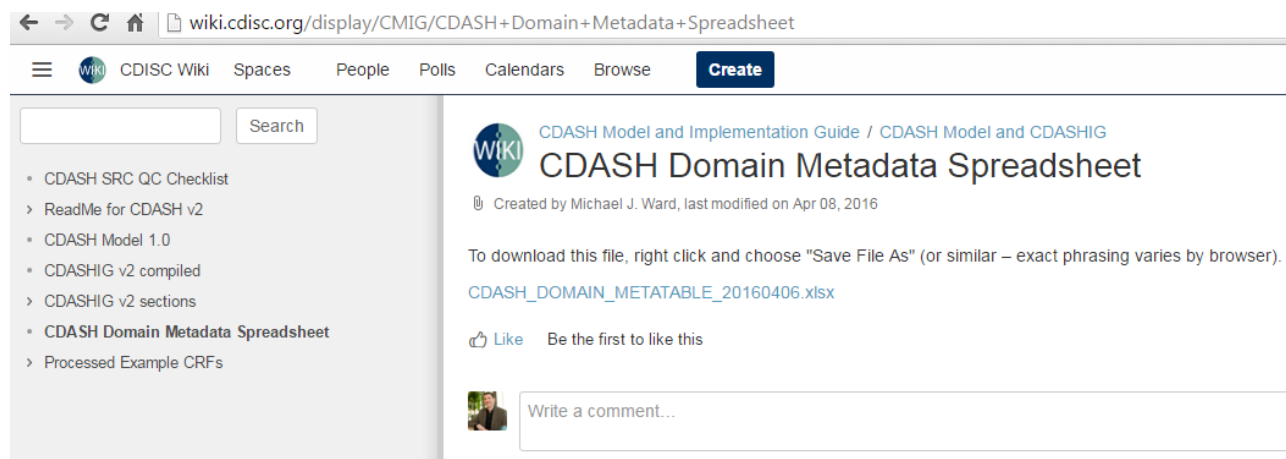 wiki.cdisc.org/display/CMIG/CDASH+Domain+Metadata+Spreadsheet
WIKI CDISC Wiki Spaces People Polls Calendars Browse Create
Search
CDASH SRC QC Checklist
ReadMe for CDASH v2
CDASH Model 1.0
CDASHIG v2 compiled
CDASHIG v2 sections
CDASH Domain Metadata Spreadsheet
Processed Example CRFs
WIKI
CDASH Model and Implementation Guide / CDASH Model and CDASHIG
CDASH Domain Metadata Spreadsheet
Created by Michael J. Ward, last modified on Apr 08, 2016
To download this file, right click and choose "Save File As" (or similar – exact phrasing varies by browser).
CDASH_DOMAIN_METATABLE_20160406.xlsx
Like Be the first to like this
Write a comment…